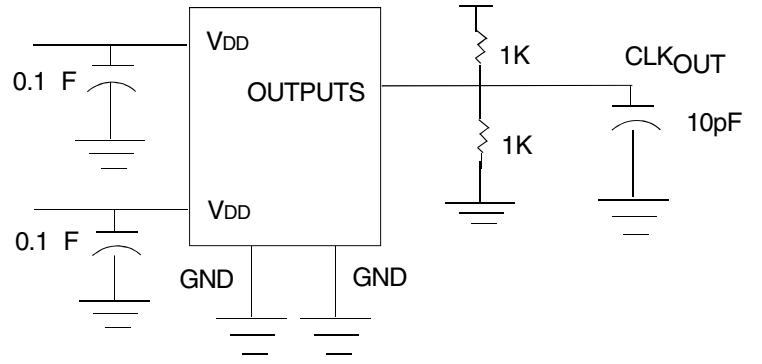 VDD
0.1 F
OUTPUTS
1K
CLKOUT
10pF
1K
VDD
0.1 F
GND
GND